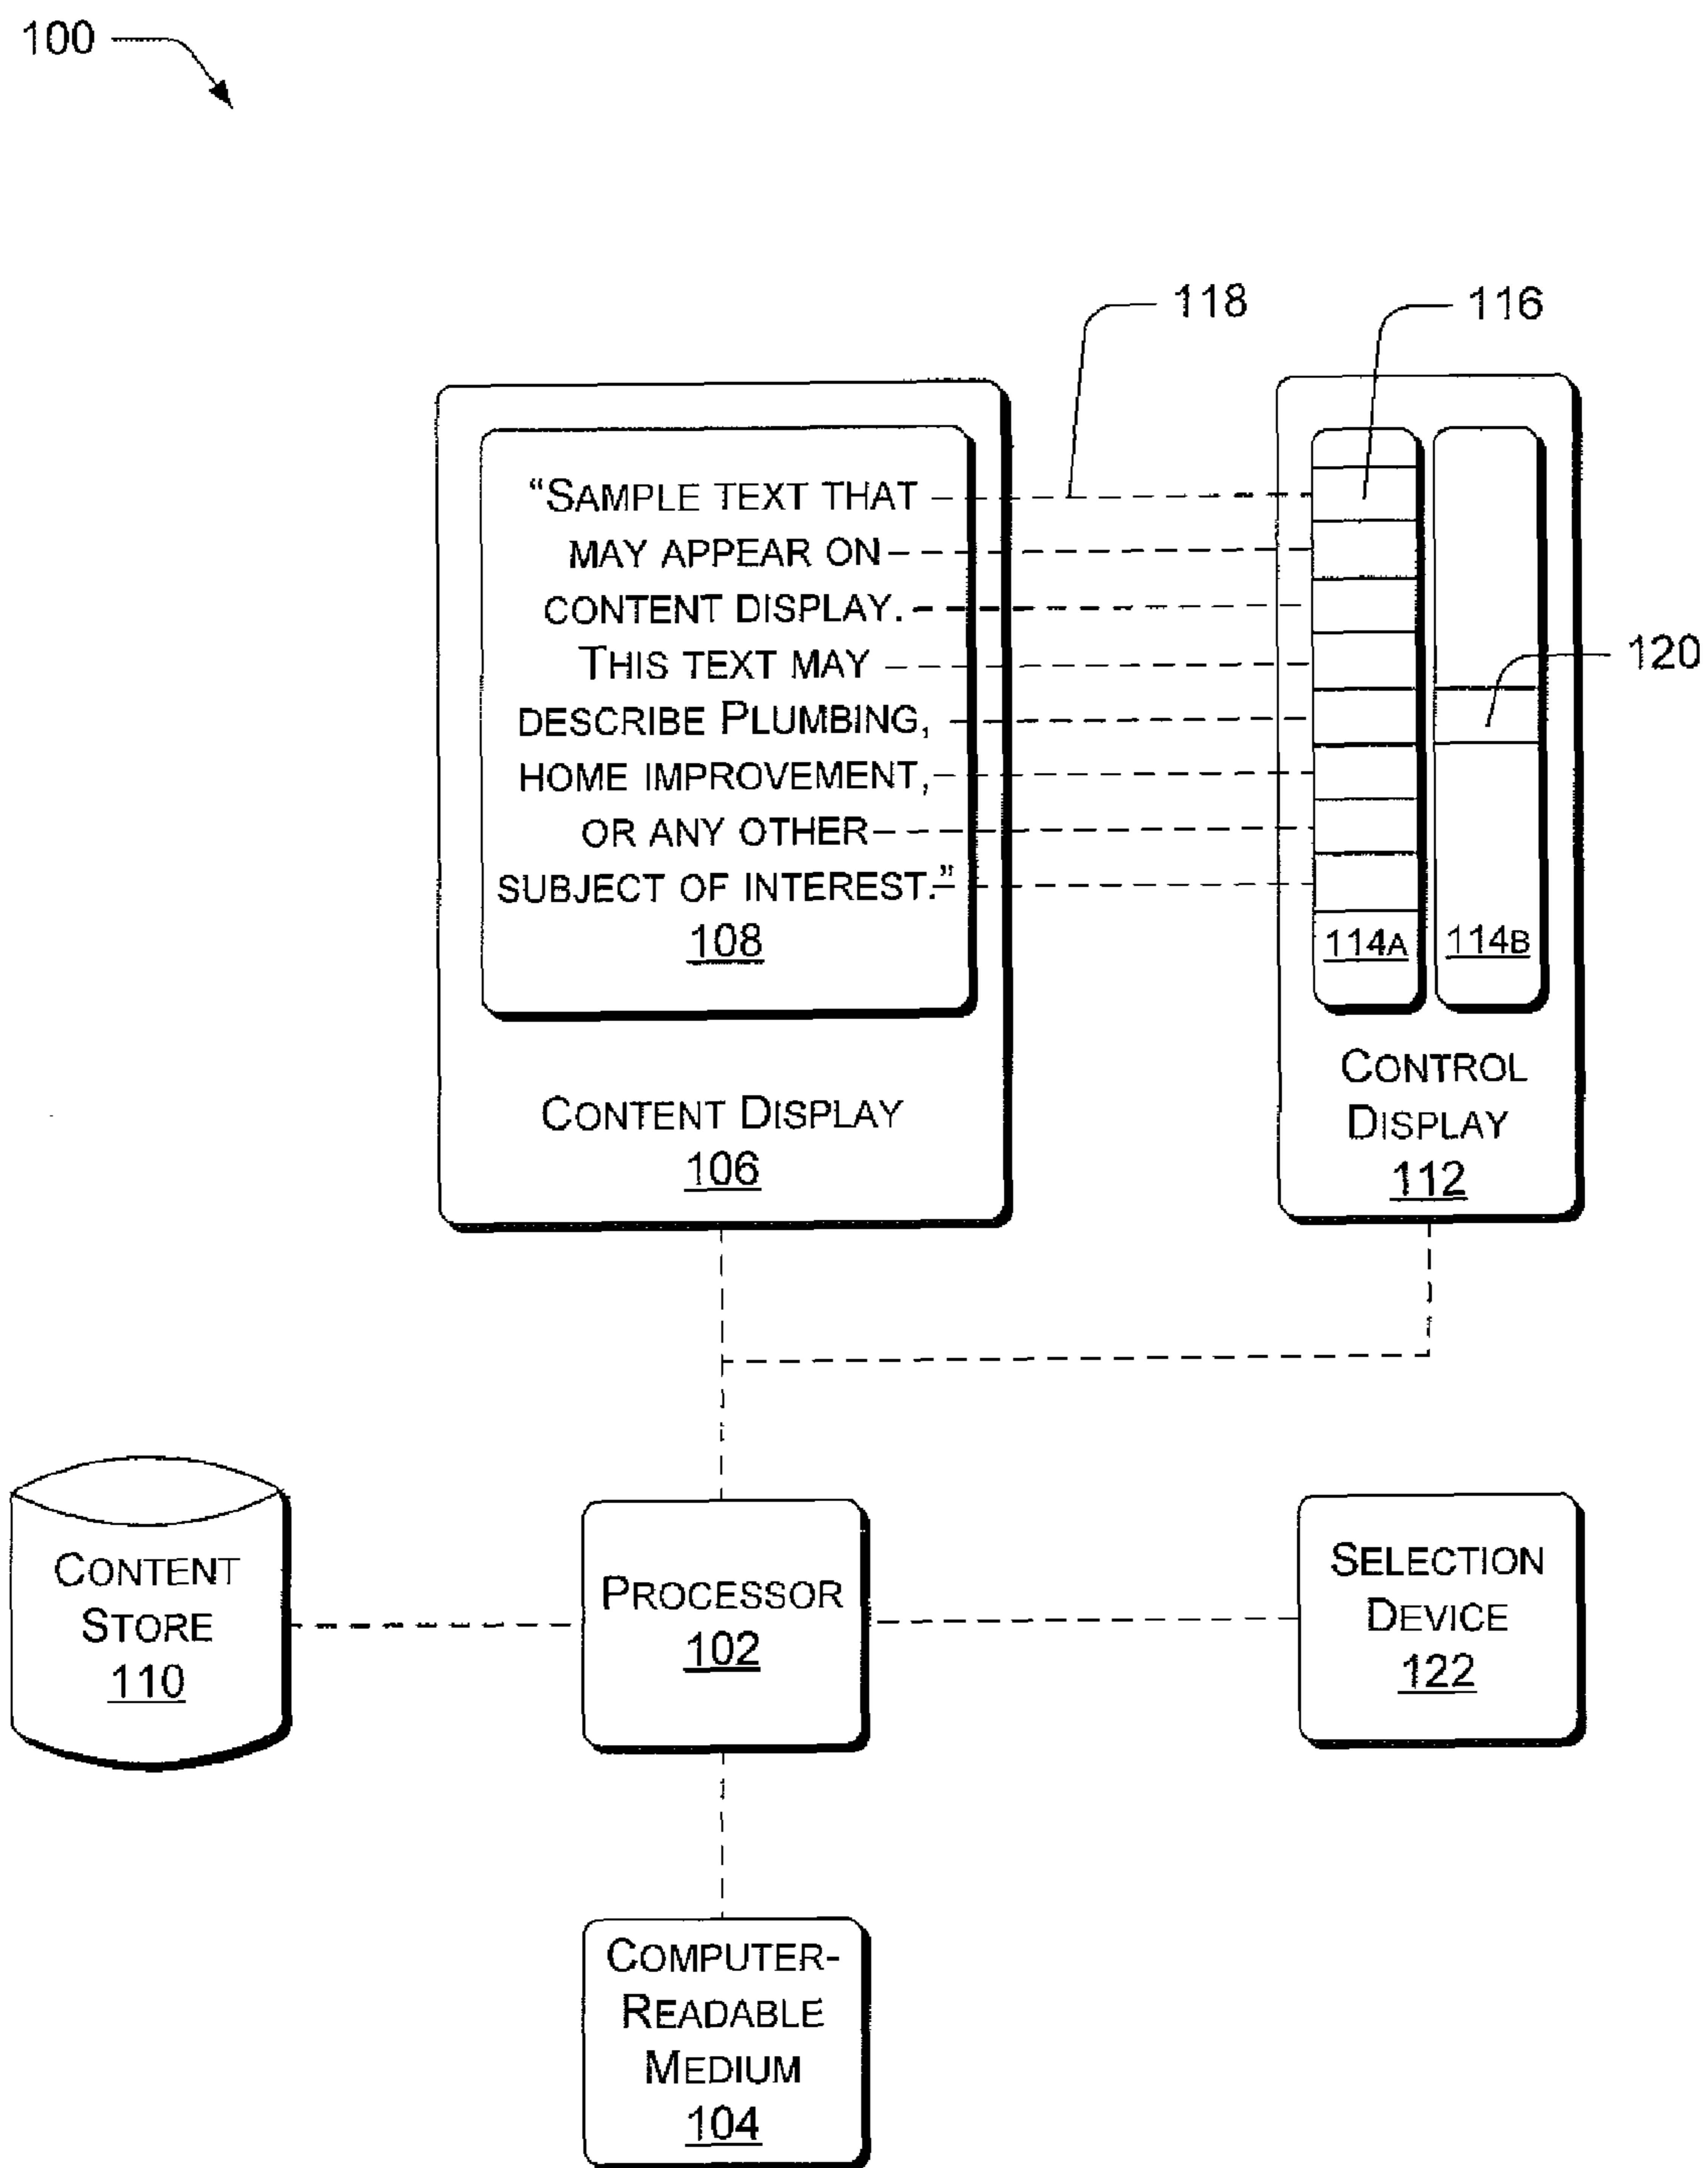 100
118
116
“SAMPLE TEXT THAT
MAY APPEAR ON
CONTENT DISPLAY.
THIS TEXT MAY
DESCRIBE PLUMBING,
HOME IMPROVEMENT,
OR ANY OTHER
SUBJECT OF INTEREST.”
108
CONTENT DISPLAY
106
120
114A
114B
CONTROL
DISPLAY
112
CONTENT
STORE
110
PROCESSOR
102
SELECTION
DEVICE
122
COMPUTER-
READABLE
MEDIUM
104